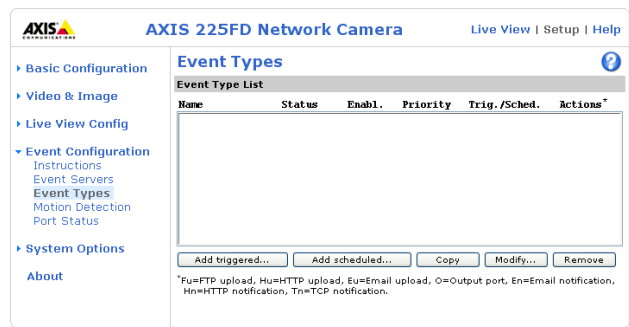 AXIS
COMMUNICATIONS
AXIS 225FD Network Camera
Live View | Setup | Help
Basic Configuration
Video & Image
Live View Config
Event Configuration
Instructions
Event Servers
Event Types
Motion Detection
Port Status
System Options
About
Event Types
?
Event Type List
Name Status Enabl. Priority Trig./Sched. Actions*
Add triggered... Add scheduled... Copy Modify... Remove
*Fu=FTP upload, Hu=HTTP upload, Eu=Email upload, O=Output port, En=Email notification,
Hn=HTTP notification, Tn=TCP notification.